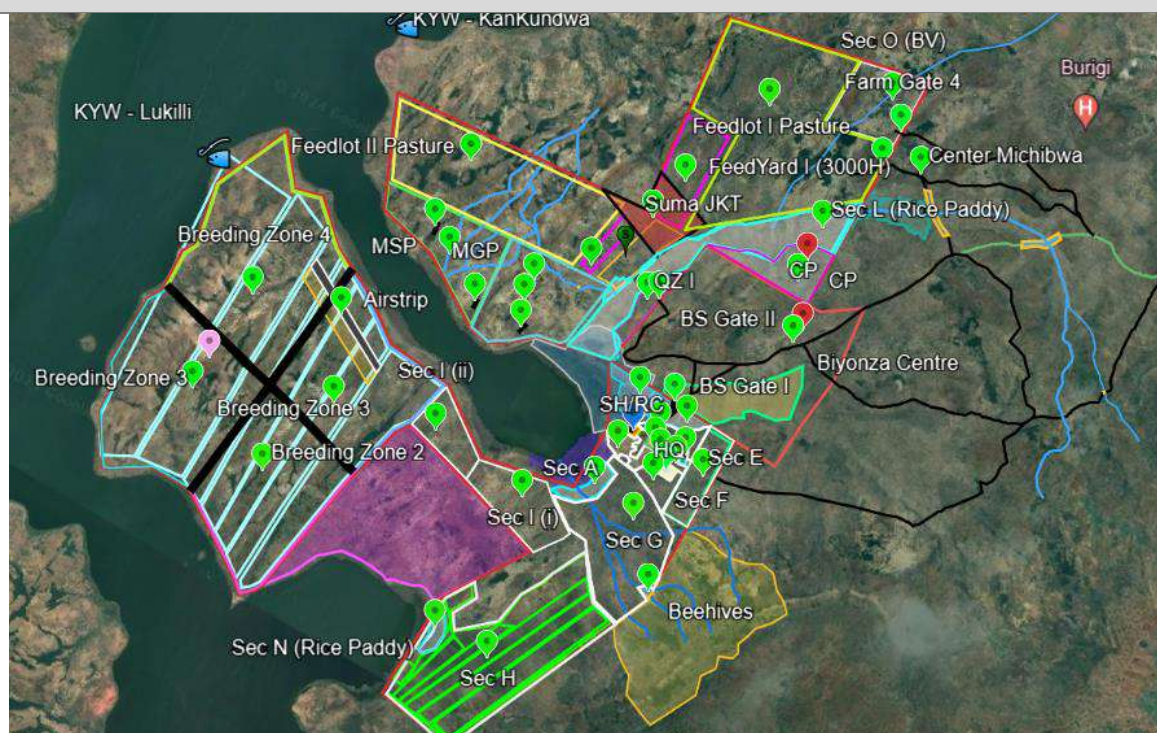 KYW - KanKundwa
Sec O (BV)
Burigi
Farm Gate 4
H
KYW - Lukilli
Feedlot II Pasture
Feedlot I Pasture
Center Michibwa
FeedYard I (3000H)
Suma JKT
Sec L (Rice Paddy)
Breeding Zone 4
MSP
MGP
S
CP
CP
QZ I
Airstrip
BS Gate II
Biyonza Centre
Breeding Zone 3
Sec I (ii)
BS Gate I
Breeding Zone 3
SH/RC
Breeding Zone 2
HQ
Sec A
Sec E
Sec I (i)
Sec F
Sec G
Beehives
Sec N (Rice Paddy)
Sec H